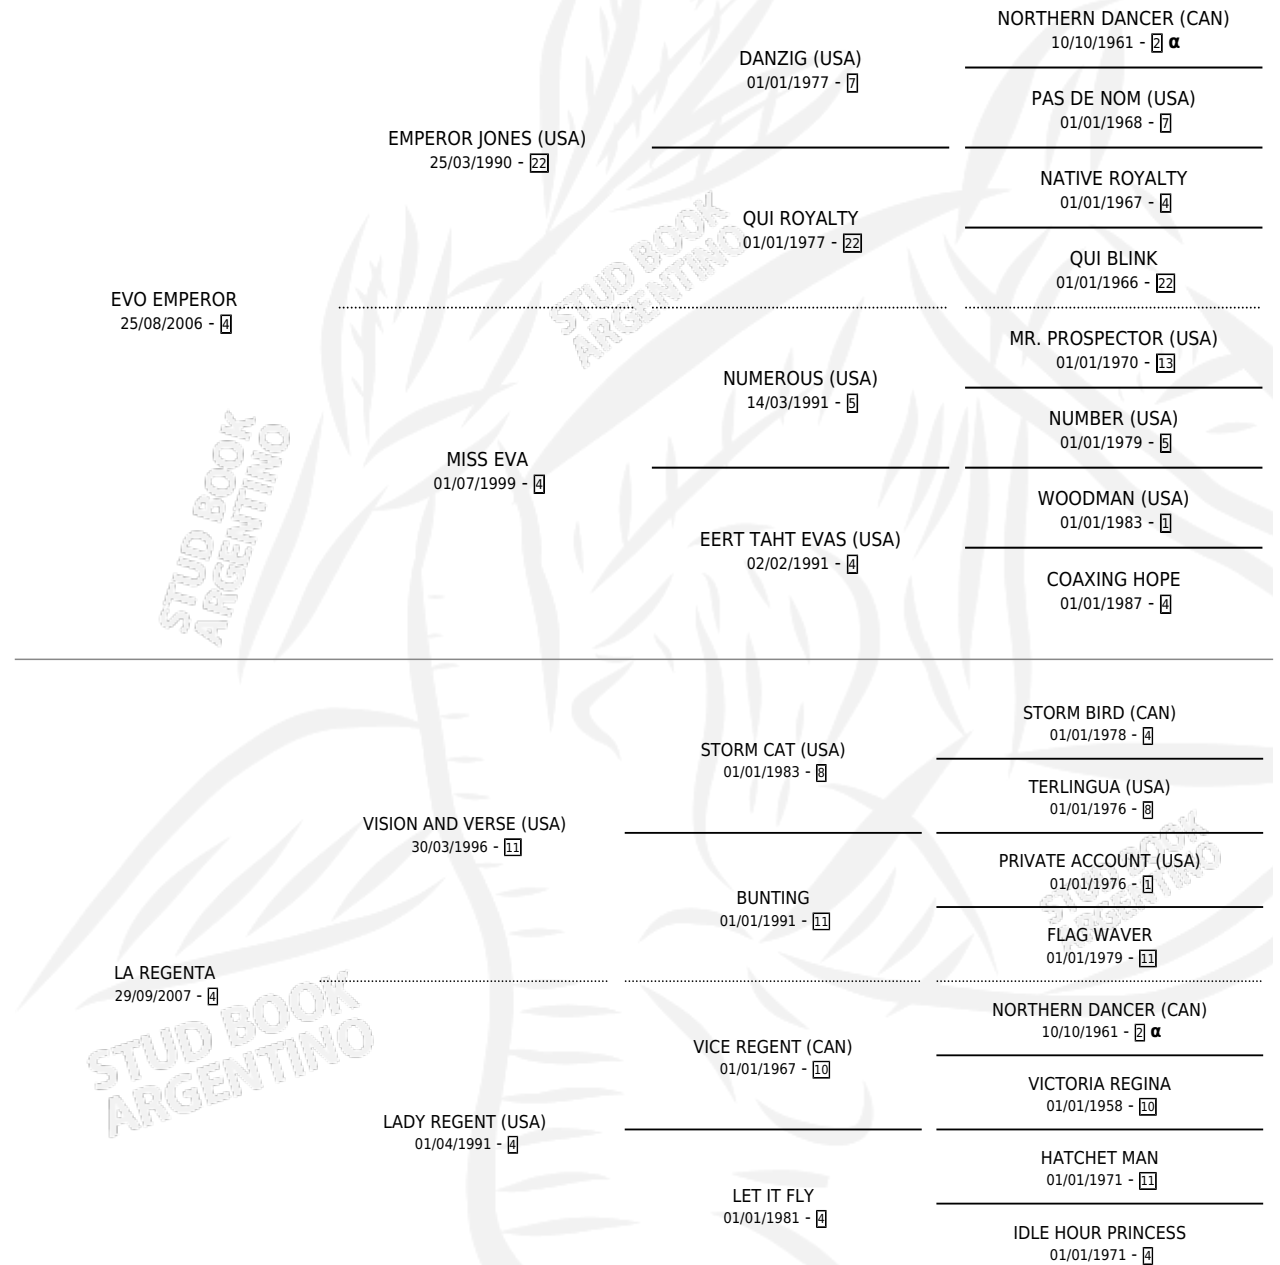 NORTHERN DANCER (CAN)
10/10/1961 - 2 α
DANZIG (USA)
01/01/1977 - 7
PAS DE NOM (USA)
01/01/1968 - 7
EMPEROR JONES (USA)
25/03/1990 - 22
NATIVE ROYALTY
01/01/1967 - 4
QUI ROYALTY
01/01/1977 - 22
QUI BLINK
01/01/1966 - 22
EVO EMPEROR
25/08/2006 - 4
MR. PROSPECTOR (USA)
01/01/1970 - 13
NUMEROUS (USA)
14/03/1991 - 5
NUMBER (USA)
01/01/1979 - 5
MISS EVA
01/07/1999 - 4
WOODMAN (USA)
01/01/1983 - 1
EERT TAHT EVAS (USA)
02/02/1991 - 4
COAXING HOPE
01/01/1987 - 4
STORM BIRD (CAN)
01/01/1978 - 4
STORM CAT (USA)
01/01/1983 - 8
TERLINGUA (USA)
01/01/1976 - 8
VISION AND VERSE (USA)
30/03/1996 - 11
PRIVATE ACCOUNT (USA)
01/01/1976 - 1
BUNTING
01/01/1991 - 11
FLAG WAVER
01/01/1979 - 11
LA REGENTA
29/09/2007 - 4
NORTHERN DANCER (CAN)
10/10/1961 - 2 α
VICE REGENT (CAN)
01/01/1967 - 10
VICTORIA REGINA
01/01/1958 - 10
LADY REGENT (USA)
01/04/1991 - 4
HATCHET MAN
01/01/1971 - 11
LET IT FLY
01/01/1981 - 4
IDLE HOUR PRINCESS
01/01/1971 - 4
STUD BOOK
ARGENTINO
STUD BOOK
ARGENTINO
STUD BOOK
ARGENTINO
STUD BOOK
ARGENTINO